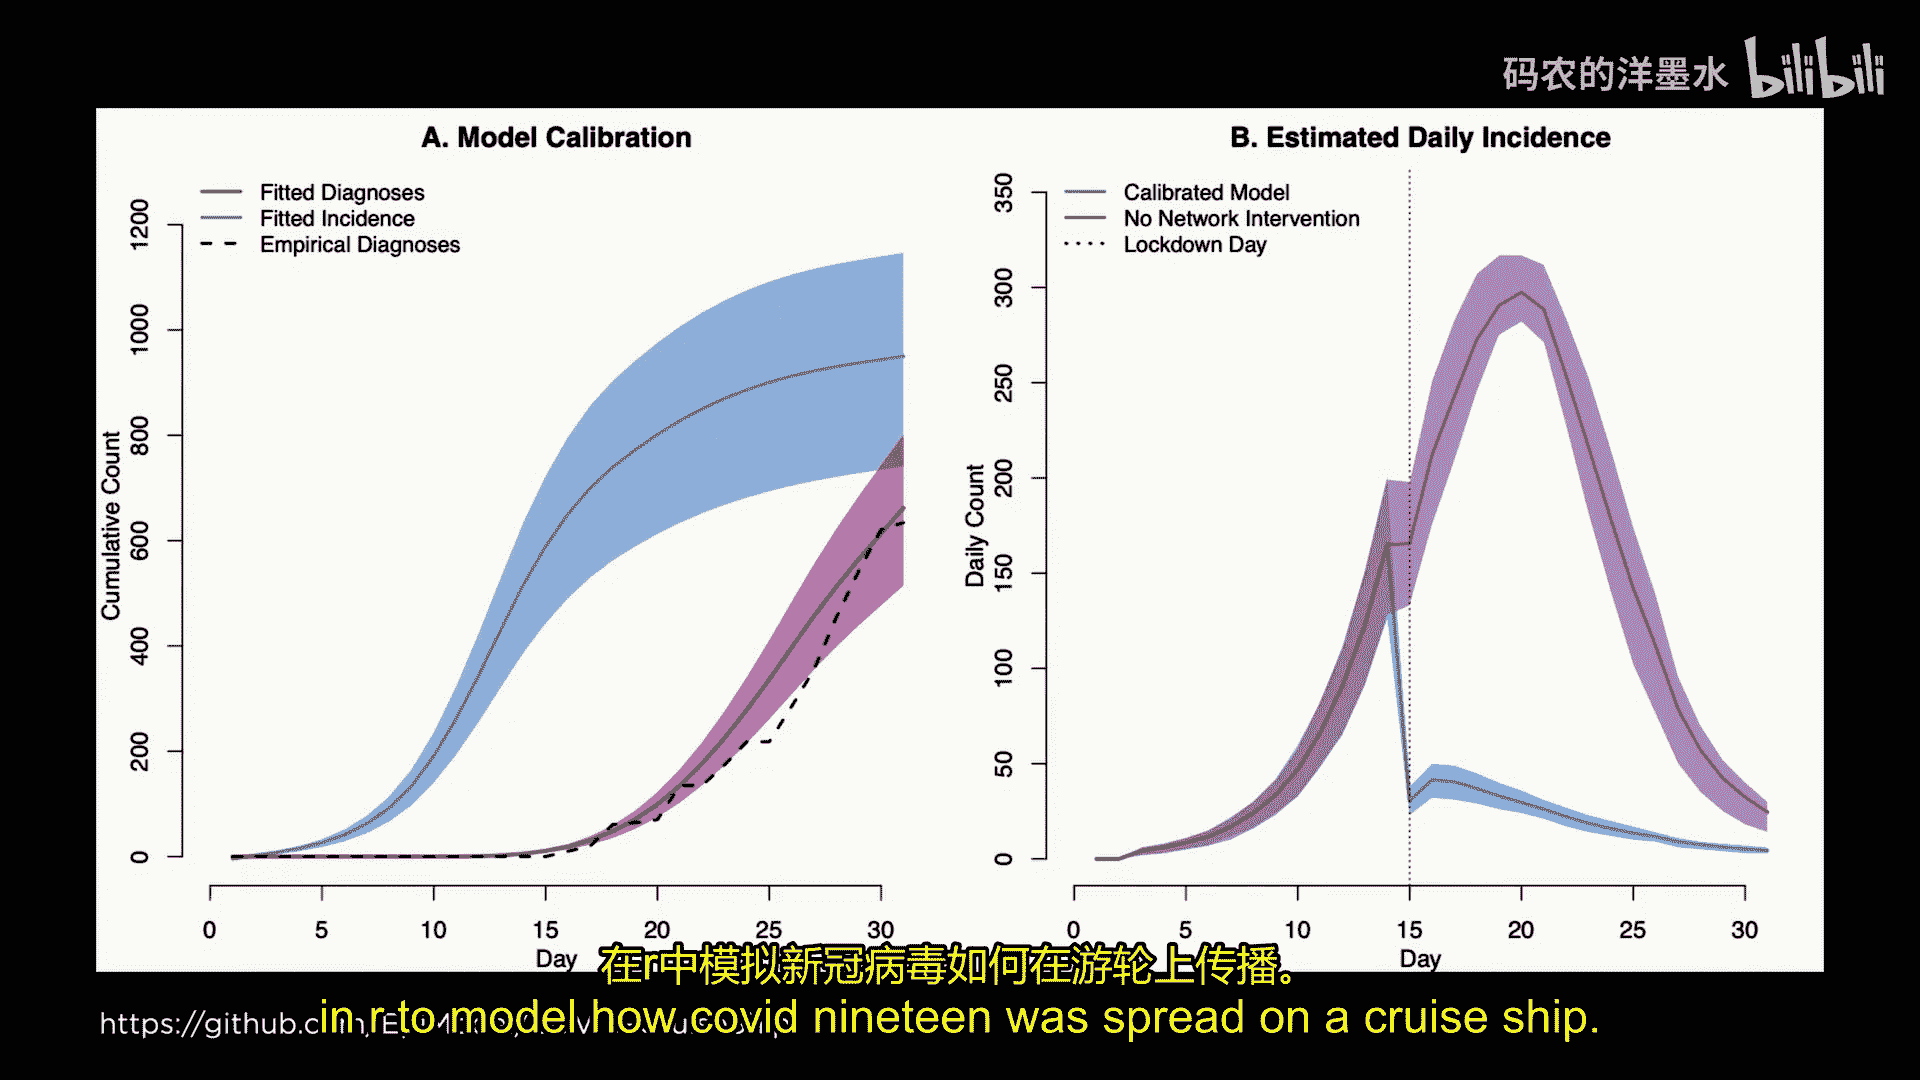 码农的洋墨水 bilibili
A. Model Calibration
Fitted Diagnoses
Fitted Incidence
Empirical Diagnoses
Cumulative Count
0 200 400 600 800 1000 1200
0 5 10 15 20 25 30
Day
B. Estimated Daily Incidence
Calibrated Model
No Network Intervention
Lockdown Day
Daily Count
0 50 100 150 200 250 300 350
0 5 10 15 20 25 30
Day
在r中模拟新冠病毒如何在游轮上传播。
in r to model how covid nineteen was spread on a cruise ship.
https://github.c